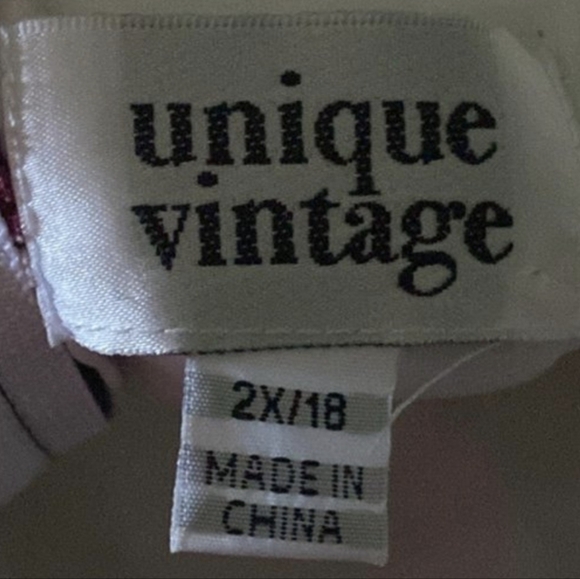 unique
vintage
2X/18
MADE IN
CHINA